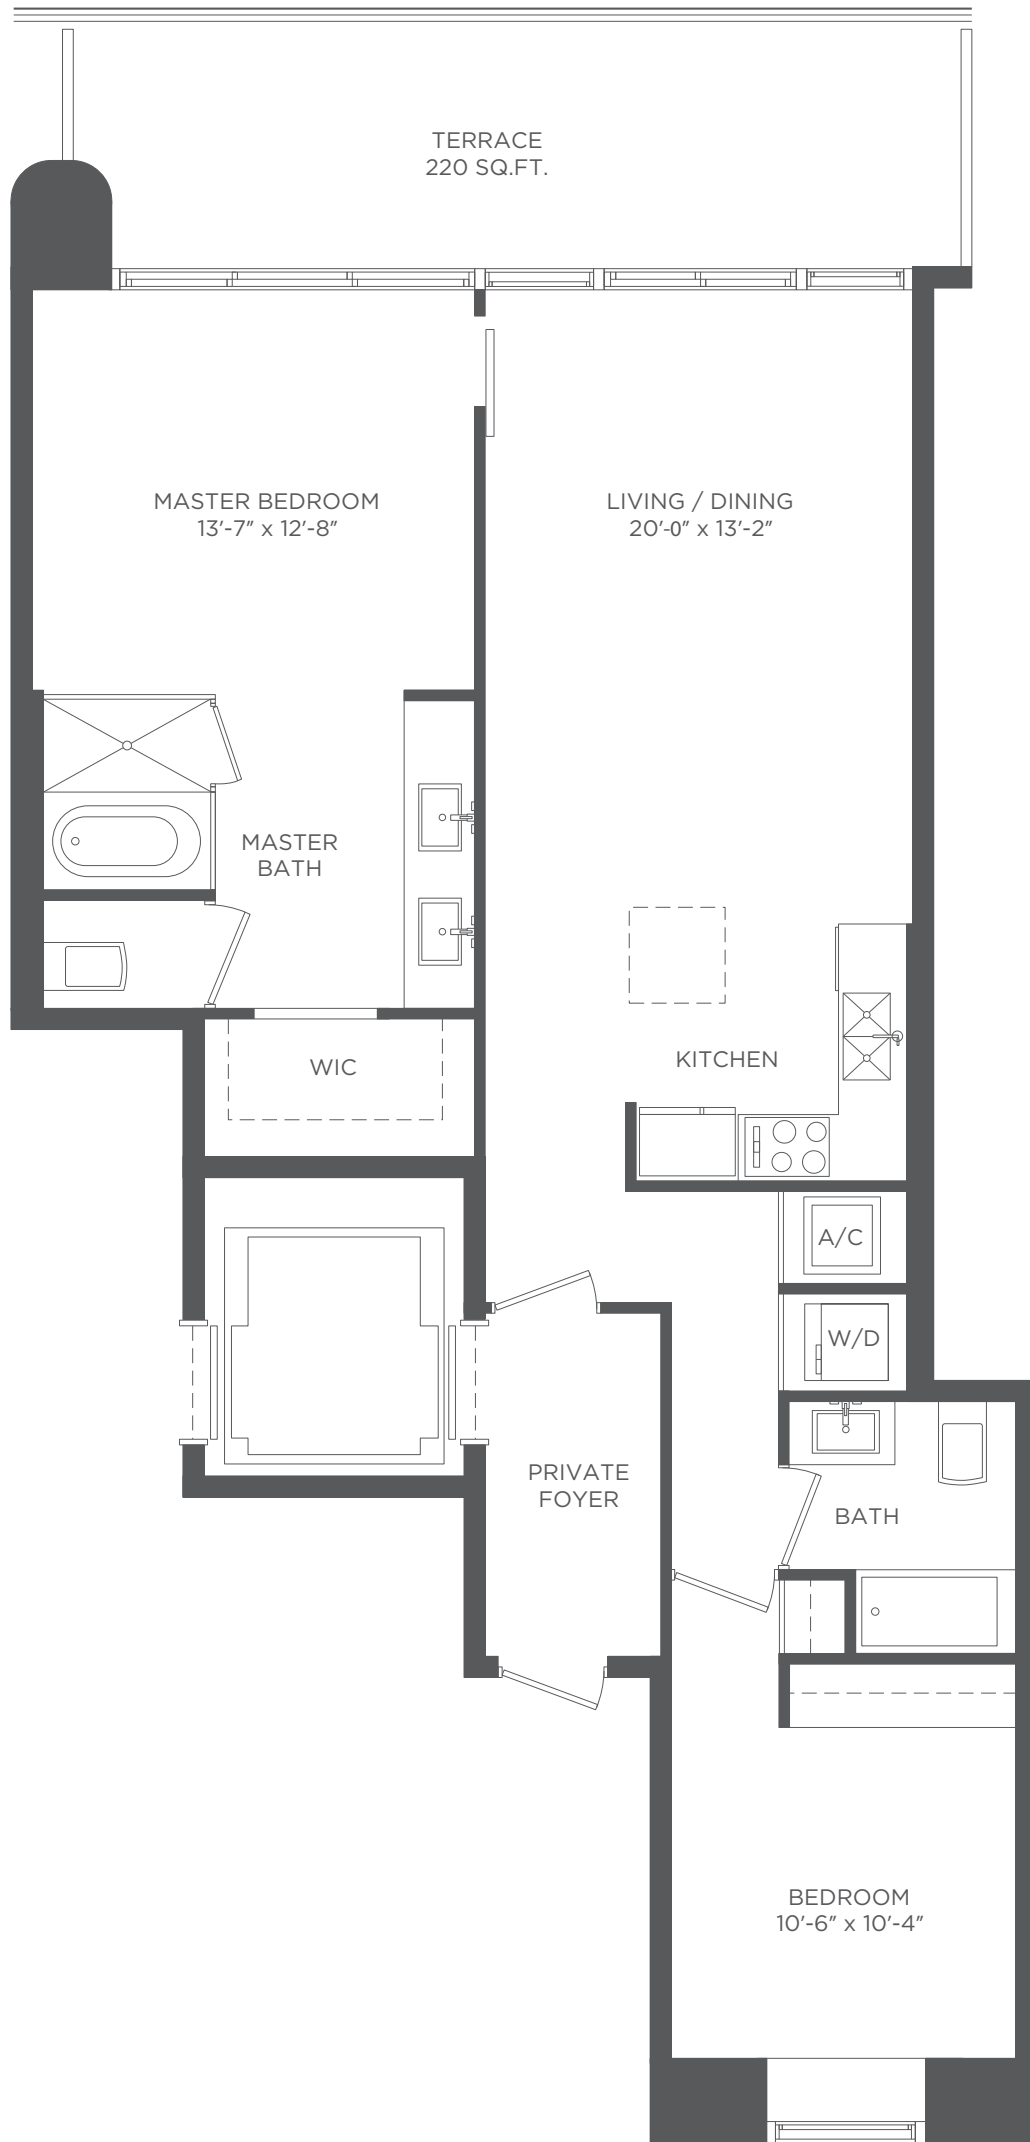 TERRACE
220 SQ.FT.
MASTER BEDROOM
13'-7" x 12'-8"
LIVING / DINING
20'-0" x 13'-2"
MASTER
BATH
KITCHEN
WIC
A/C
W/D
PRIVATE
FOYER
BATH
BEDROOM
10'-6" x 10'-4"